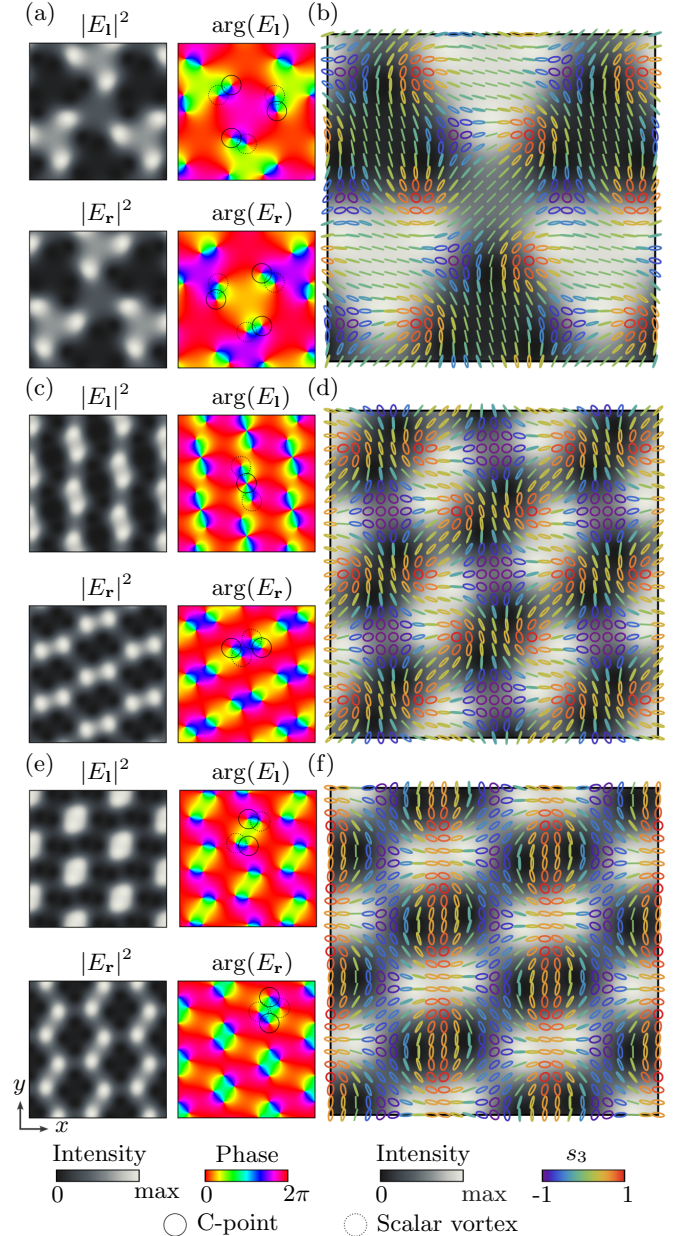 (a)
|E_l|^2
arg(E_l)
(b)
|E_r|^2
arg(E_r)
(c)
|E_l|^2
arg(E_l)
(d)
|E_r|^2
arg(E_r)
(e)
|E_l|^2
arg(E_l)
(f)
|E_r|^2
arg(E_r)
y
x
Intensity
0 max
Phase
0 2π
Intensity
0 max
s_3
-1 1
C-point
Scalar vortex